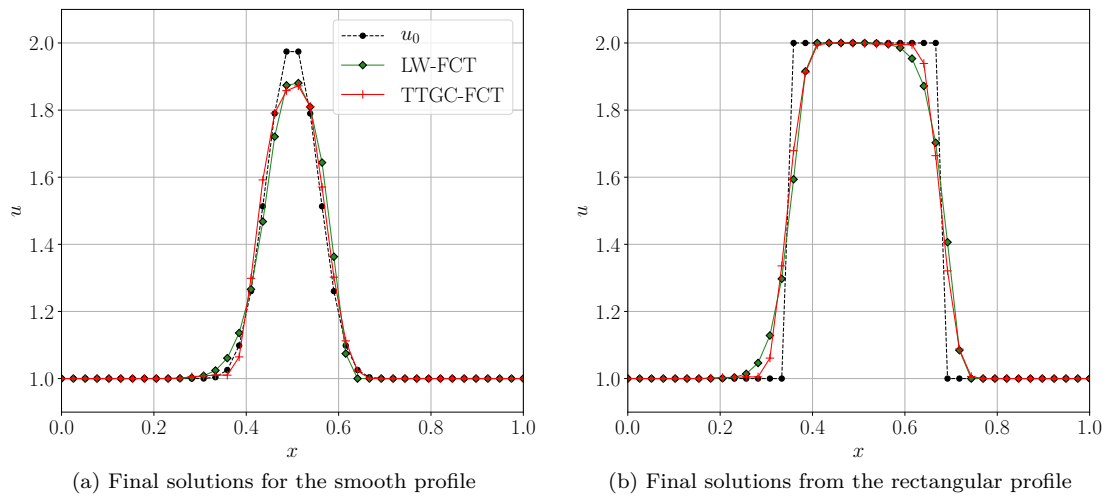 2.0
1.8
1.6
1.4
1.2
1.0
u
0.0 0.2 0.4 0.6 0.8 1.0
x
u₀
LW-FCT
TTGC-FCT
(a) Final solutions for the smooth profile
2.0
1.8
1.6
1.4
1.2
1.0
u
0.0 0.2 0.4 0.6 0.8 1.0
x
(b) Final solutions from the rectangular profile